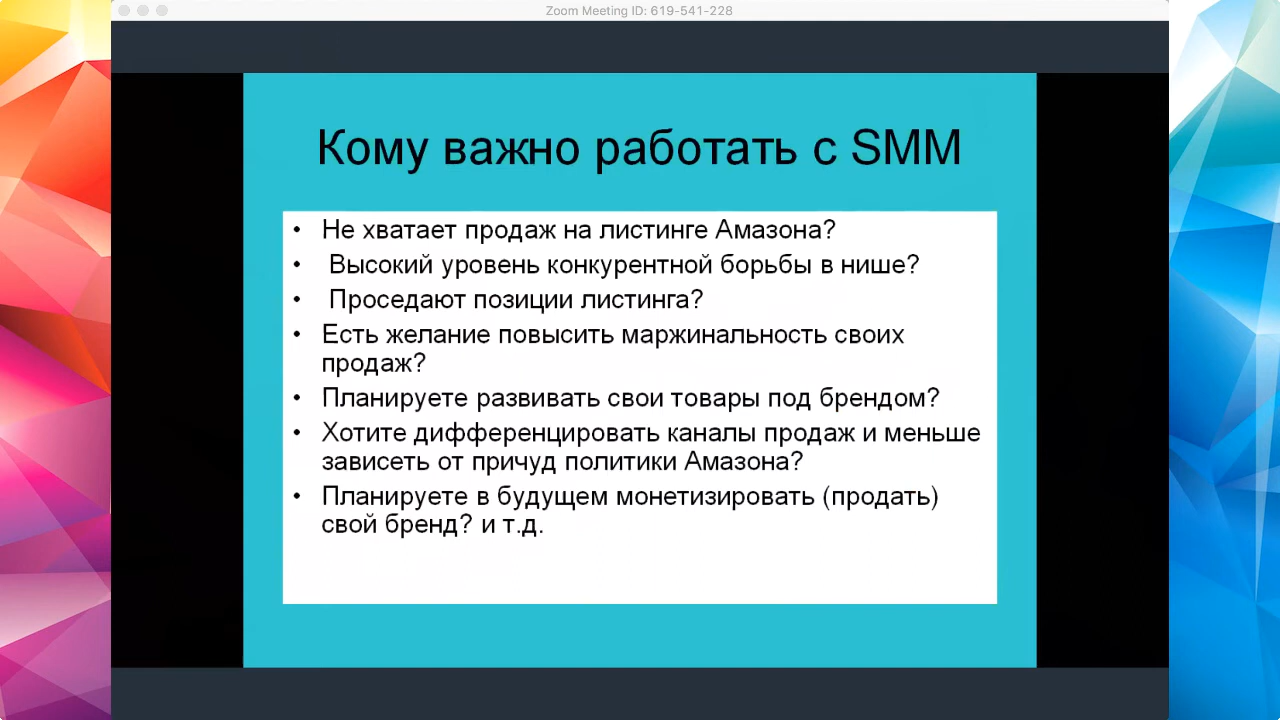 Zoom Meeting ID: 619-541-228
Кому важно работать с SMM
• Не хватает продаж на листинге Амазона?
• Высокий уровень конкурентной борьбы в нише?
• Проседают позиции листинга?
• Есть желание повысить маржинальность своих
продаж?
• Планируете развивать свои товары под брендом?
• Хотите дифференцировать каналы продаж и меньше
зависеть от причуд политики Амазона?
• Планируете в будущем монетизировать (продать)
свой бренд? и т.д.